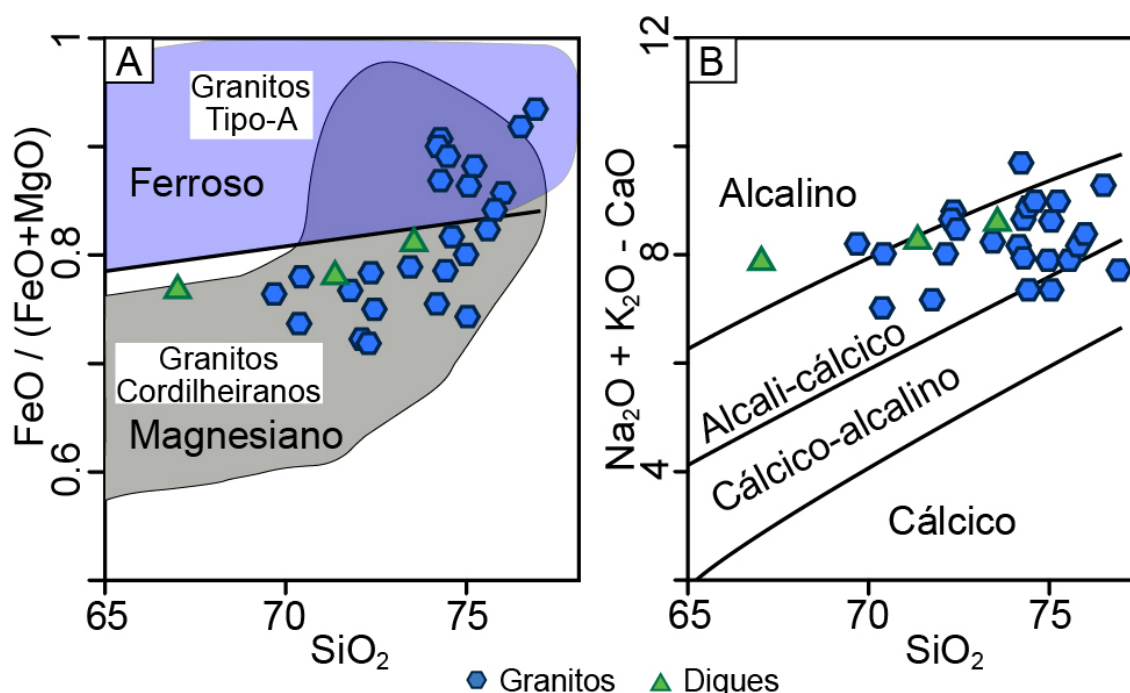 A
Granitos
Tipo-A
Ferroso
Granitos
Cordilheiranos
Magnesiano
FeO / (FeO+MgO)
1
0.8
0.6
65
70
75
SiO₂
B
Alcalino
Alcali-cálcico
Cálcico-alcalino
Cálcico
Na₂O + K₂O - CaO
12
8
4
65
70
75
SiO₂
Granitos
Diques